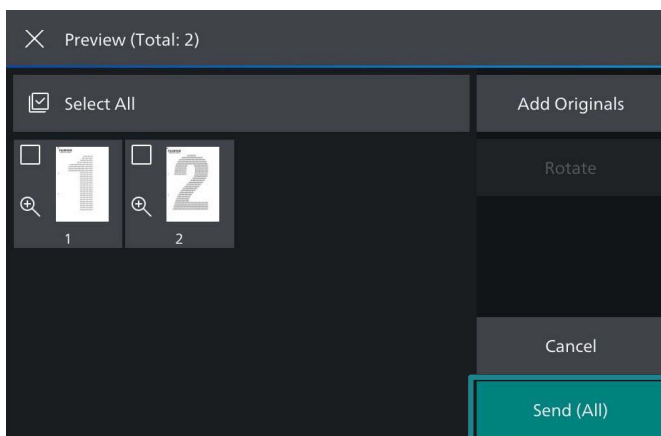 Preview (Total: 2)
Select All
Add Originals
Rotate
1
2
Cancel
Send (All)